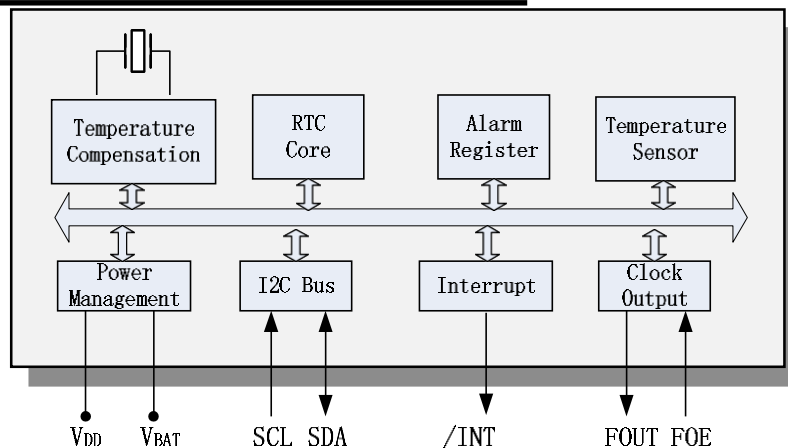 Temperature
Compensation
RTC
Core
Alarm
Register
Temperature
Sensor
Power
Management
I2C Bus
Interrupt
Clock
Output
VDD
VBAT
SCL
SDA
/INT
FOUT
FOE